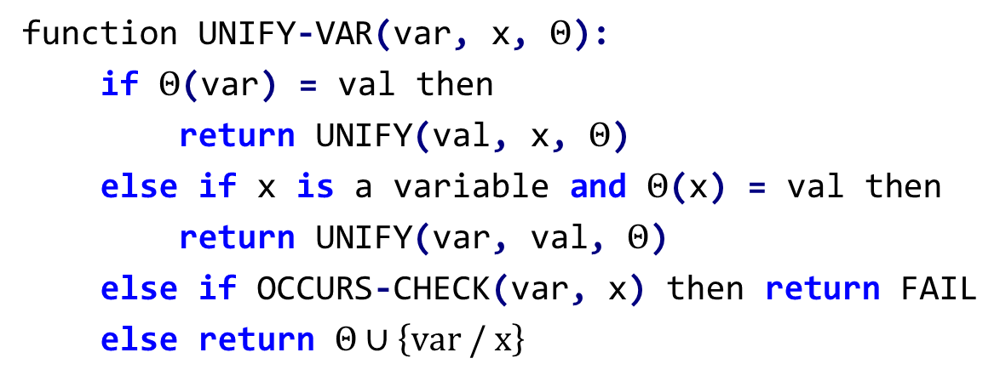 function UNIFY-VAR(var, x, Θ):
if Θ(var) = val then
return UNIFY(val, x, Θ)
else if x is a variable and Θ(x) = val then
return UNIFY(var, val, Θ)
else if OCCURS-CHECK(var, x) then return FAIL
else return Θ ∪ {var / x}